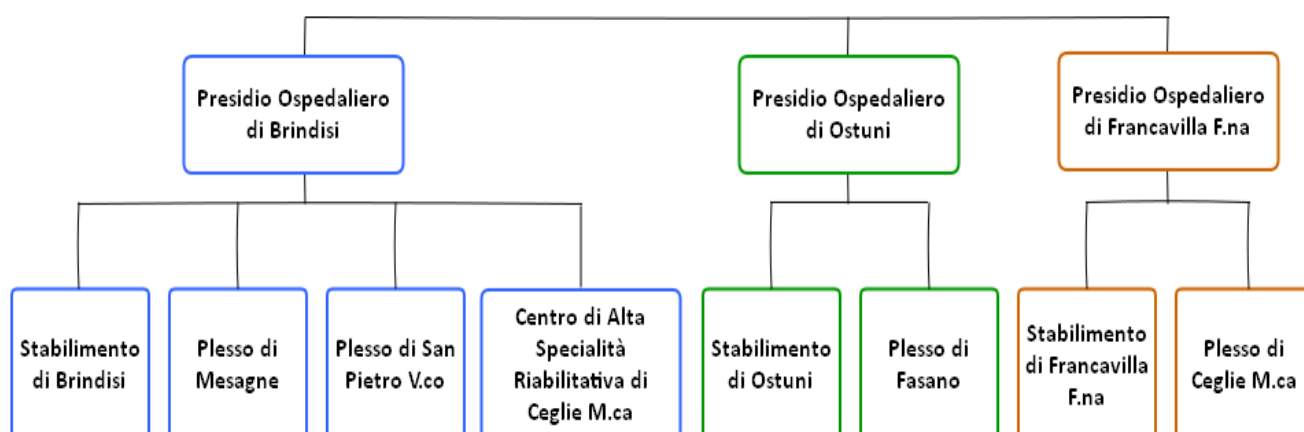 Presidio Ospedaliero
di Brindisi
Presidio Ospedaliero
di Ostuni
Presidio Ospedaliero
di Francavilla F.na
Stabilimento
di Brindisi
Plesso di
Mesagne
Plesso di San
Pietro V.co
Centro di Alta
Specialità
Riabilitativa di
Ceglie M.ca
Stabilimento
di Ostuni
Plesso di
Fasano
Stabilimento
di Francavilla
F.na
Plesso di
Ceglie M.ca